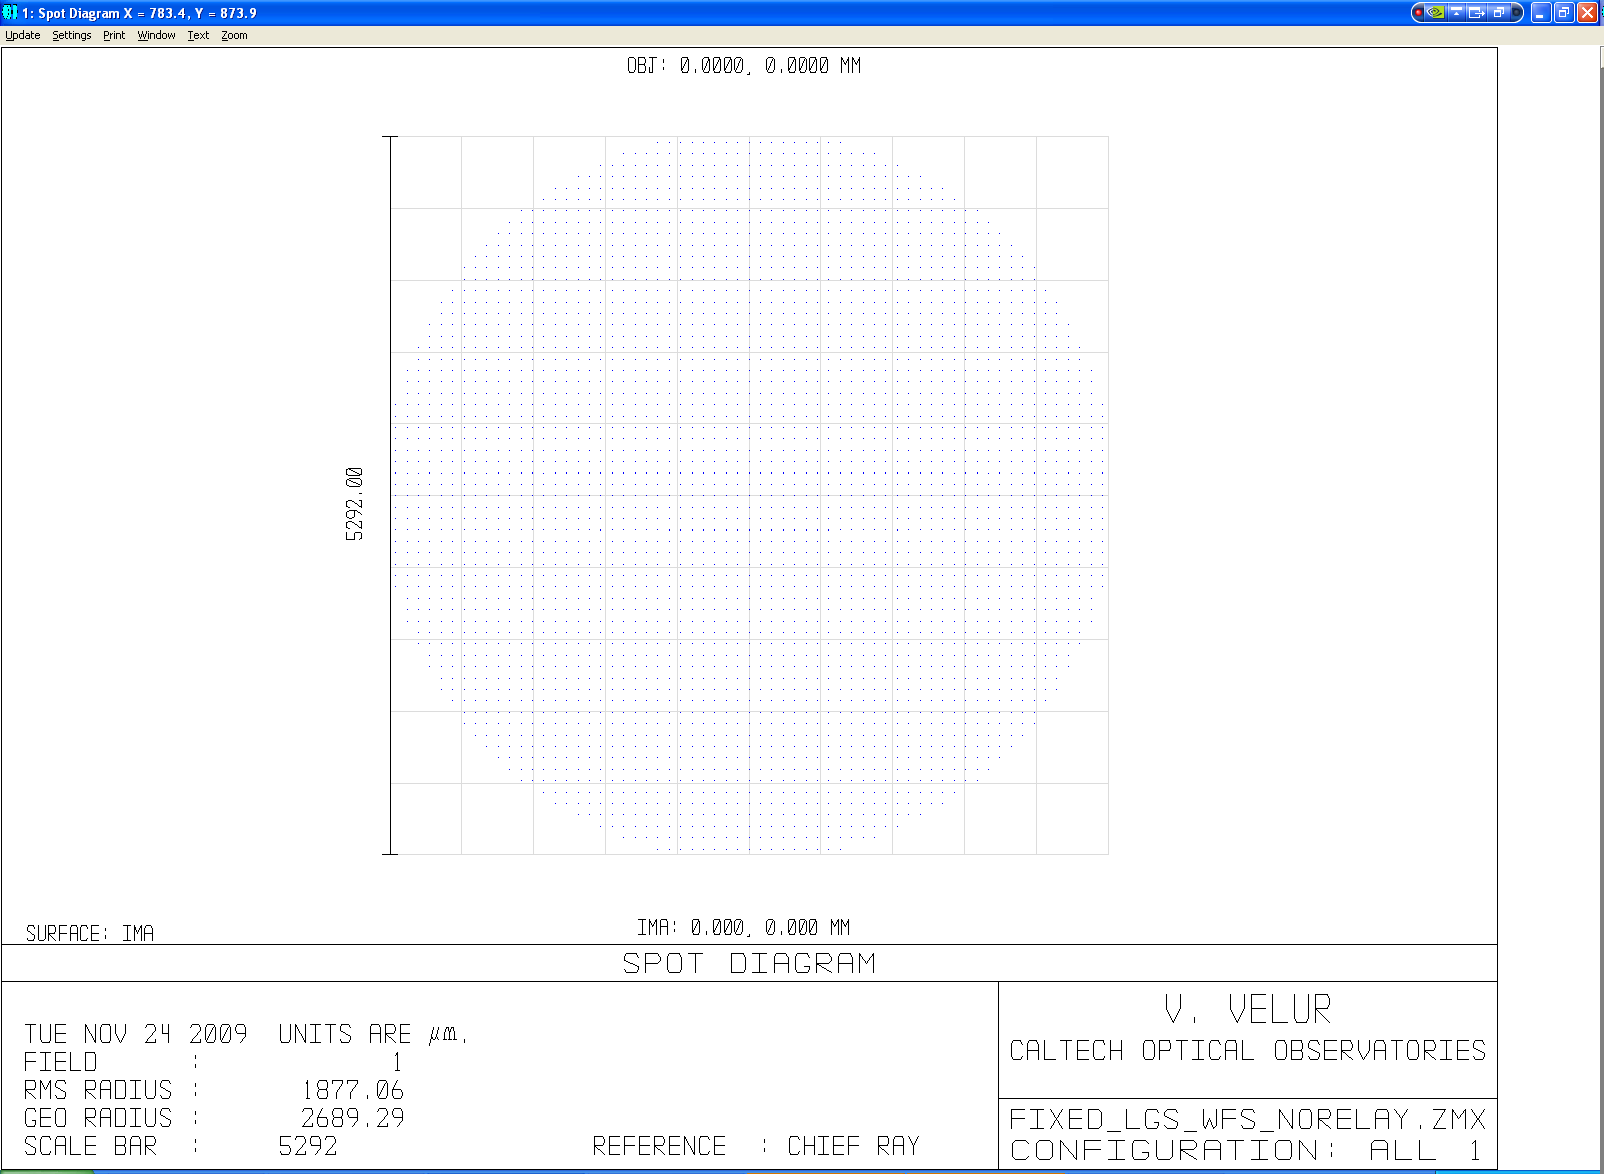 1: Spot Diagram X = 783.4, Y = 873.9
Update Settings Print Window Text Zoom
OBJ: 0.0000, 0.0000 MM
5292.00
IMA: 0.000, 0.000 MM
SURFACE: IMA
SPOT DIAGRAM
TUE NOV 24 2009 UNITS ARE µm.
FIELD : 1
RMS RADIUS : 1877.06
GEO RADIUS : 2689.29
SCALE BAR : 5292 REFERENCE : CHIEF RAY
V. VELUR
CALTECH OPTICAL OBSERVATORIES
FIXED_LGS_WFS_NORELAY.ZMX
CONFIGURATION: ALL 1